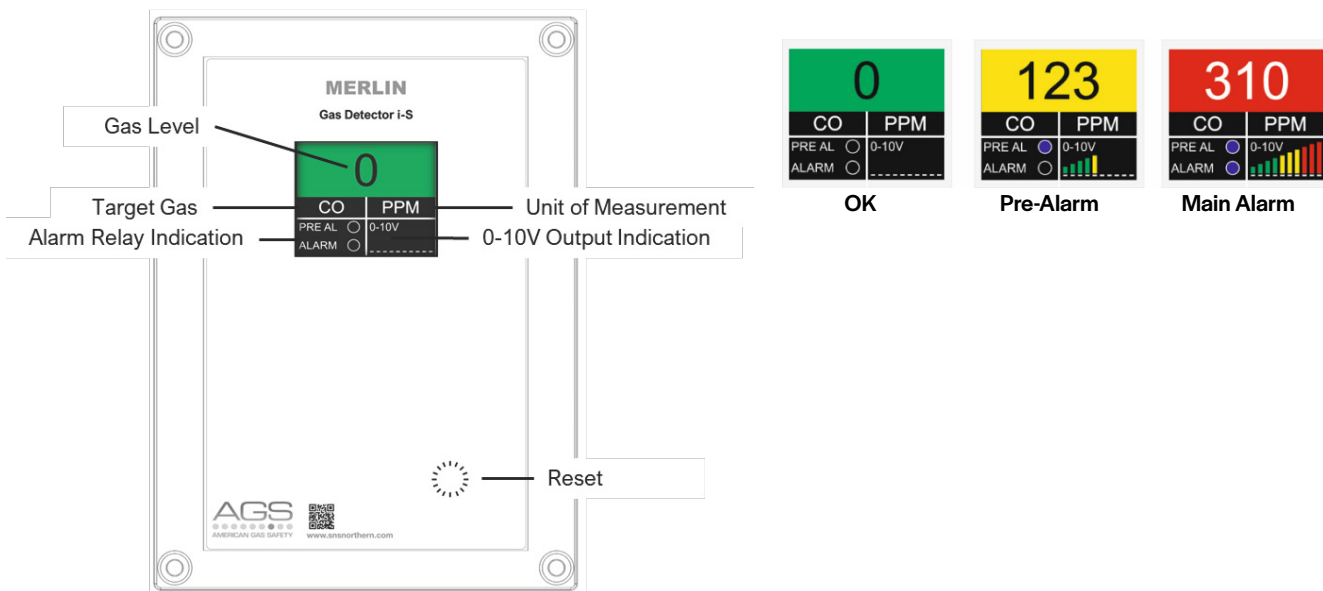 MERLIN
Gas Detector i-S
Gas Level
0
Target Gas
CO
PPM
Unit of Measurement
Alarm Relay Indication
PRE AL
0-10V
ALARM
0-10V Output Indication
Reset
AGS
AMERICAN GAS SAFETY
www.snsnorthern.com
0
CO
PPM
PRE AL
0-10V
ALARM
OK
123
CO
PPM
PRE AL
0-10V
ALARM
Pre-Alarm
310
CO
PPM
PRE AL
0-10V
ALARM
Main Alarm